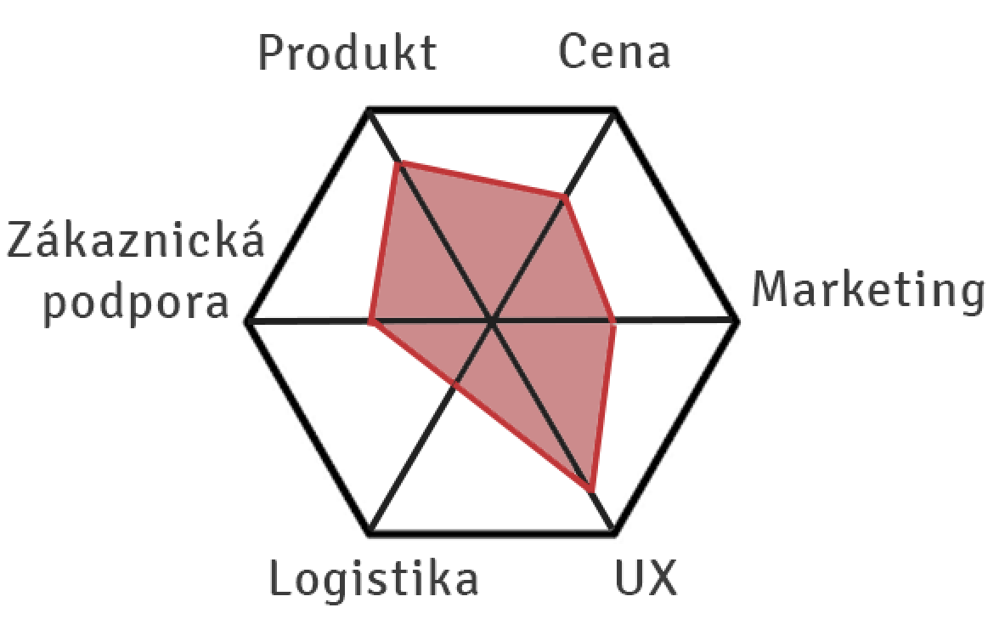 Produkt
Cena
Zákaznická
podpora
Marketing
Logistika
UX